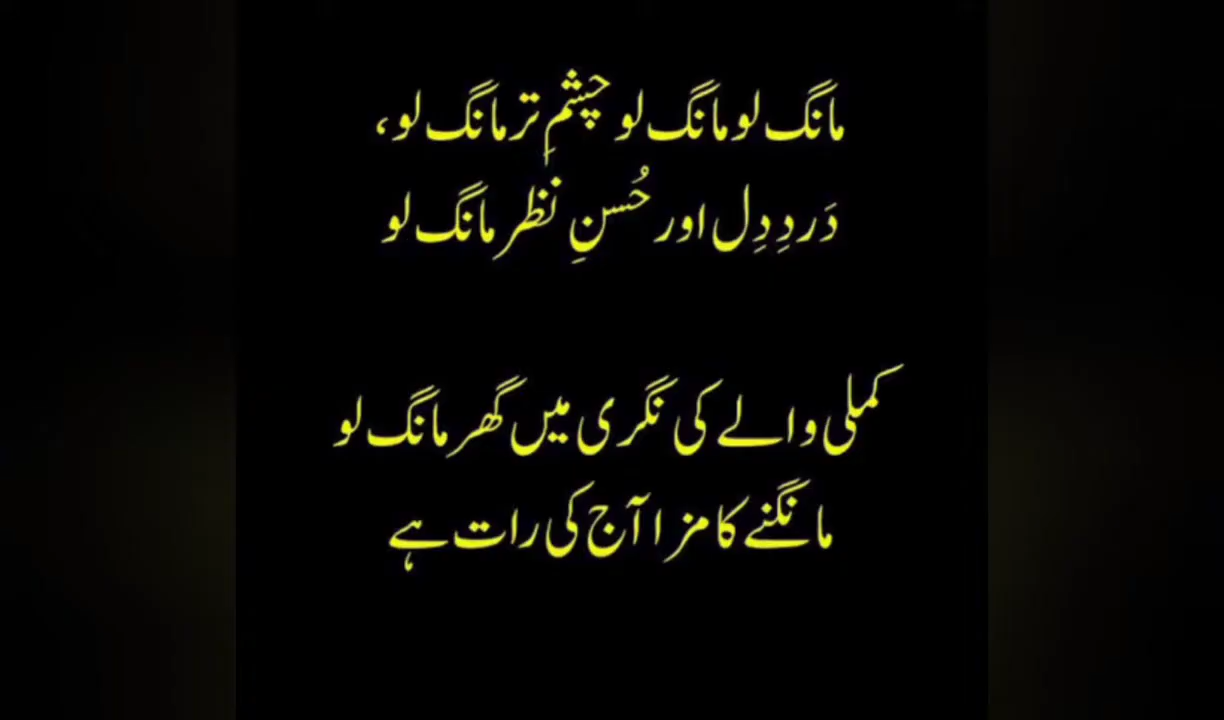 مانگ لو مانگ لو چشمِ تر مانگ لو،
دَردِ دِل اور حُسنِ نظر مانگ لو
کملی والے کی نگری میں گھر مانگ لو
مانگنے کا مزا آج کی رات ہے